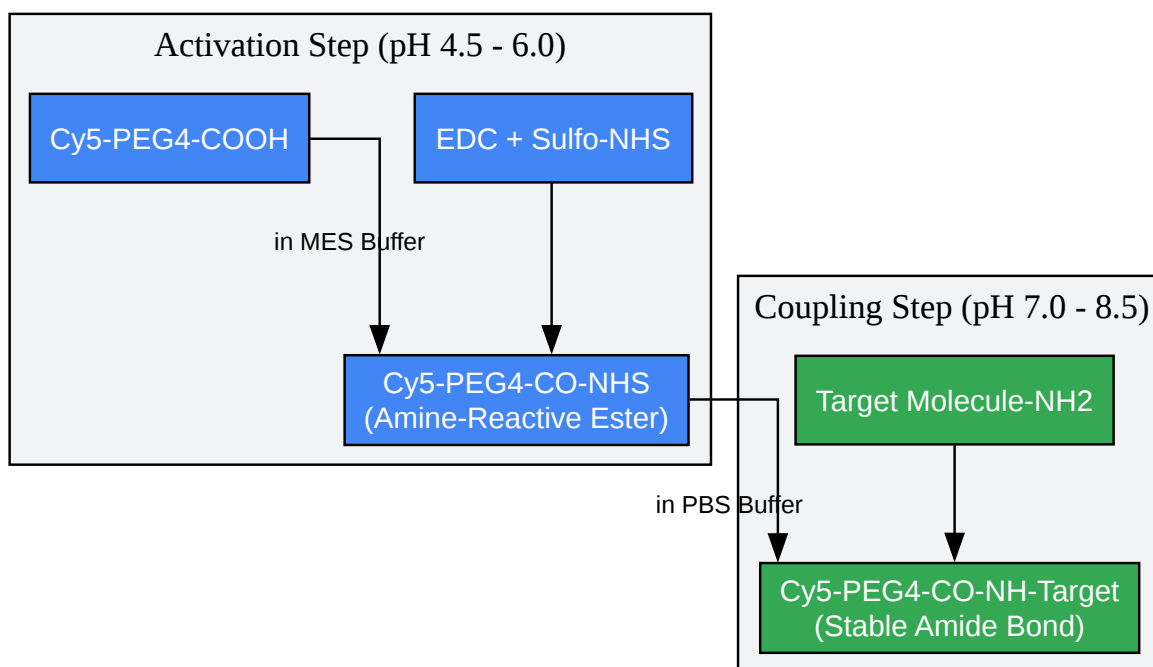 Activation Step (pH 4.5 - 6.0)
Cy5-PEG4-COOH
EDC + Sulfo-NHS
in MES Buffer
Cy5-PEG4-CO-NHS
(Amine-Reactive Ester)
Coupling Step (pH 7.0 - 8.5)
Target Molecule-NH2
in PBS Buffer
Cy5-PEG4-CO-NH-Target
(Stable Amide Bond)